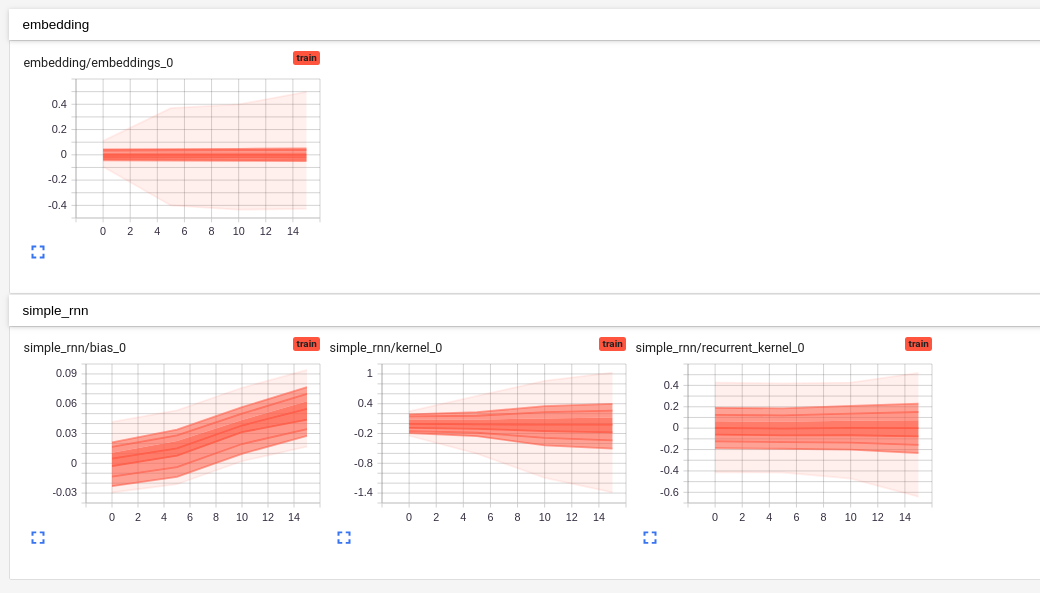 embedding
embedding/embeddings_0
train
0.4
0.2
0
-0.2
-0.4
0 2 4 6 8 10 12 14
simple_rnn
simple_rnn/bias_0
train
0.09
0.06
0.03
0
-0.03
0 2 4 6 8 10 12 14
simple_rnn/kernel_0
train
1
0.4
-0.2
-0.8
-1.4
0 2 4 6 8 10 12 14
simple_rnn/recurrent_kernel_0
train
0.4
0.2
0
-0.2
-0.4
-0.6
0 2 4 6 8 10 12 14